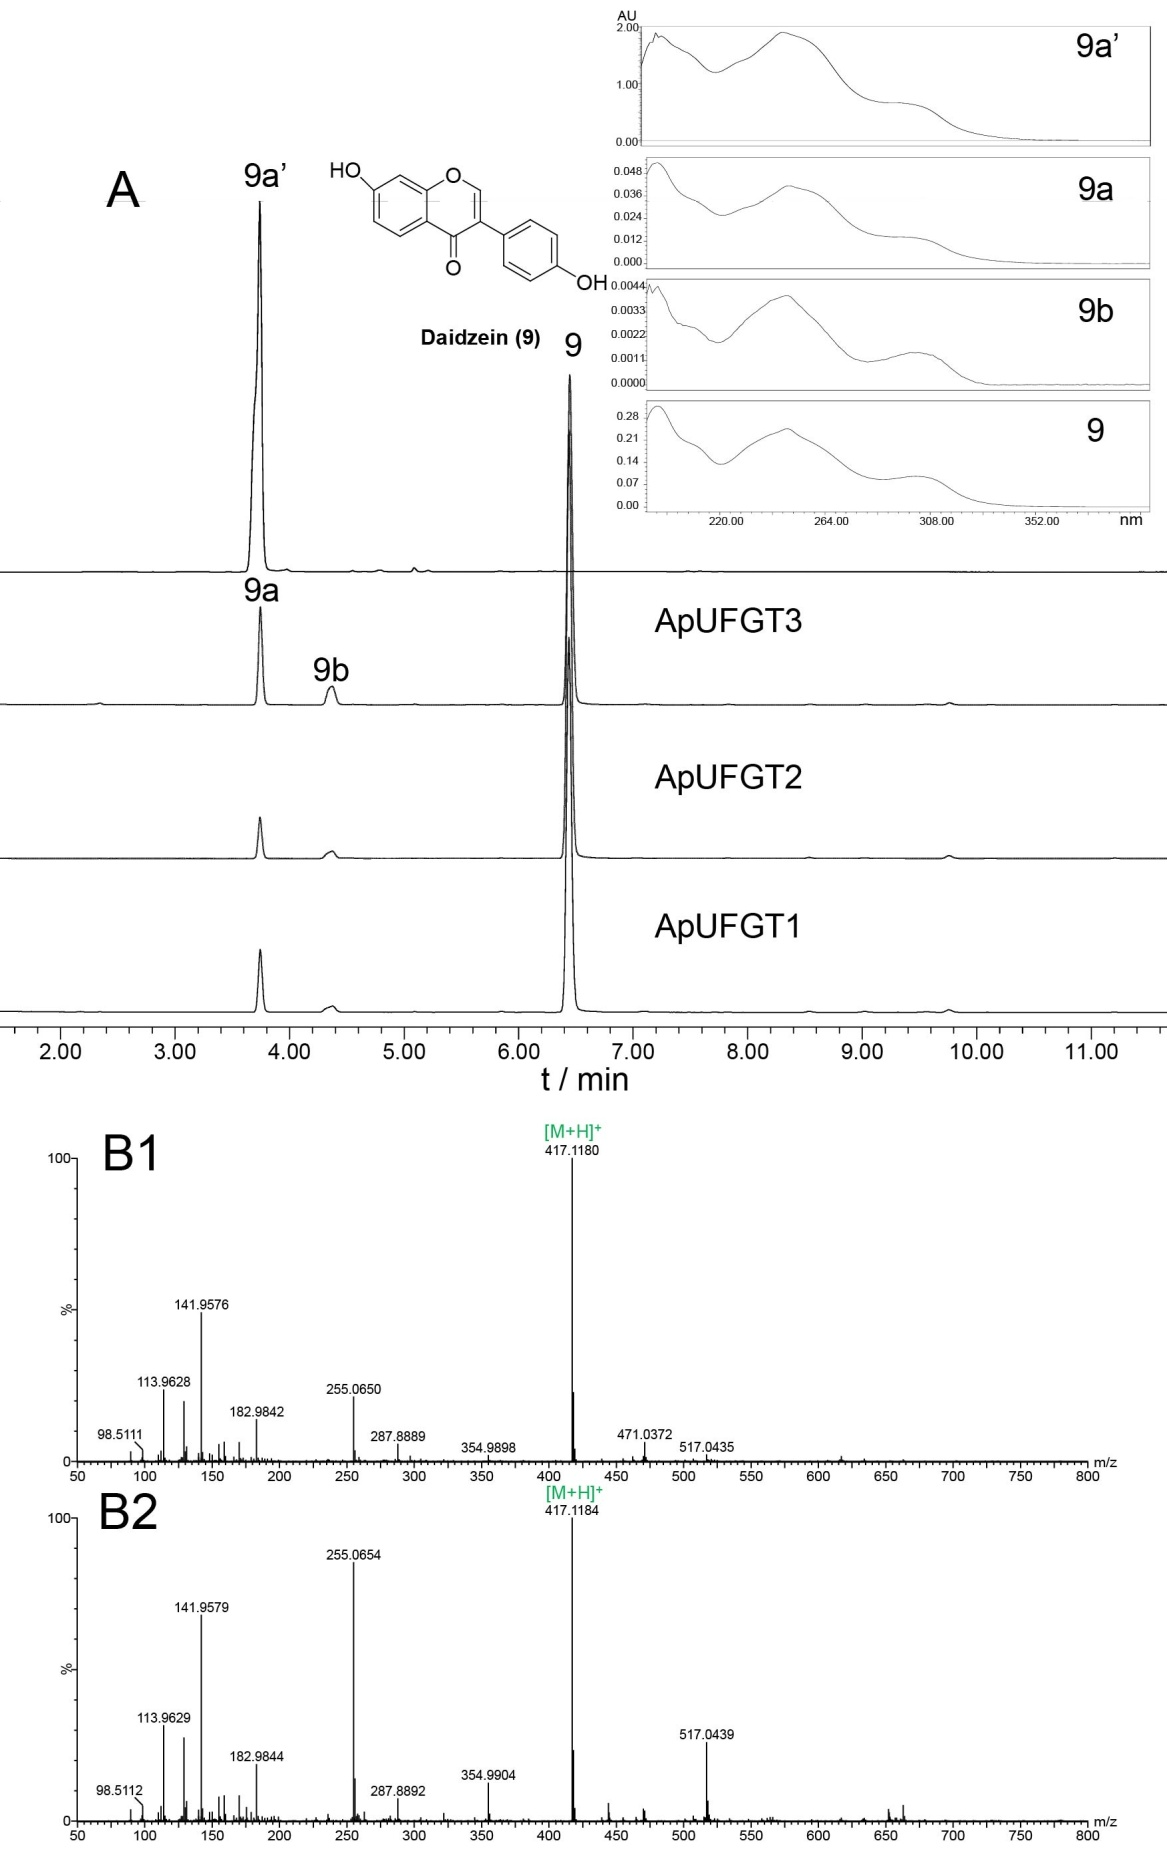 A
9a’
HO
O
O
OH
Daidzein (9)
9
AU
2.00
1.00
0.00
9a’
0.048
0.036
0.024
0.012
0.000
9a
0.0044
0.0033
0.0022
0.0011
0.0000
9b
0.28
0.21
0.14
0.07
0.00
9
220.00 264.00 308.00 352.00 nm
9a
9b
ApUFGT3
ApUFGT2
ApUFGT1
2.00 3.00 4.00 5.00 6.00 7.00 8.00 9.00 10.00 11.00
t / min
B1
[M+H]+
417.1180
100
%
0
141.9576
113.9628
255.0650
182.9842
98.5111
287.8889
354.9898
471.0372
517.0435
50 100 150 200 250 300 350 400 450 500 550 600 650 700 750 800 m/z
B2
[M+H]+
417.1184
100
%
0
255.0654
141.9579
113.9629
182.9844
98.5112
287.8892
354.9904
517.0439
50 100 150 200 250 300 350 400 450 500 550 600 650 700 750 800 m/z